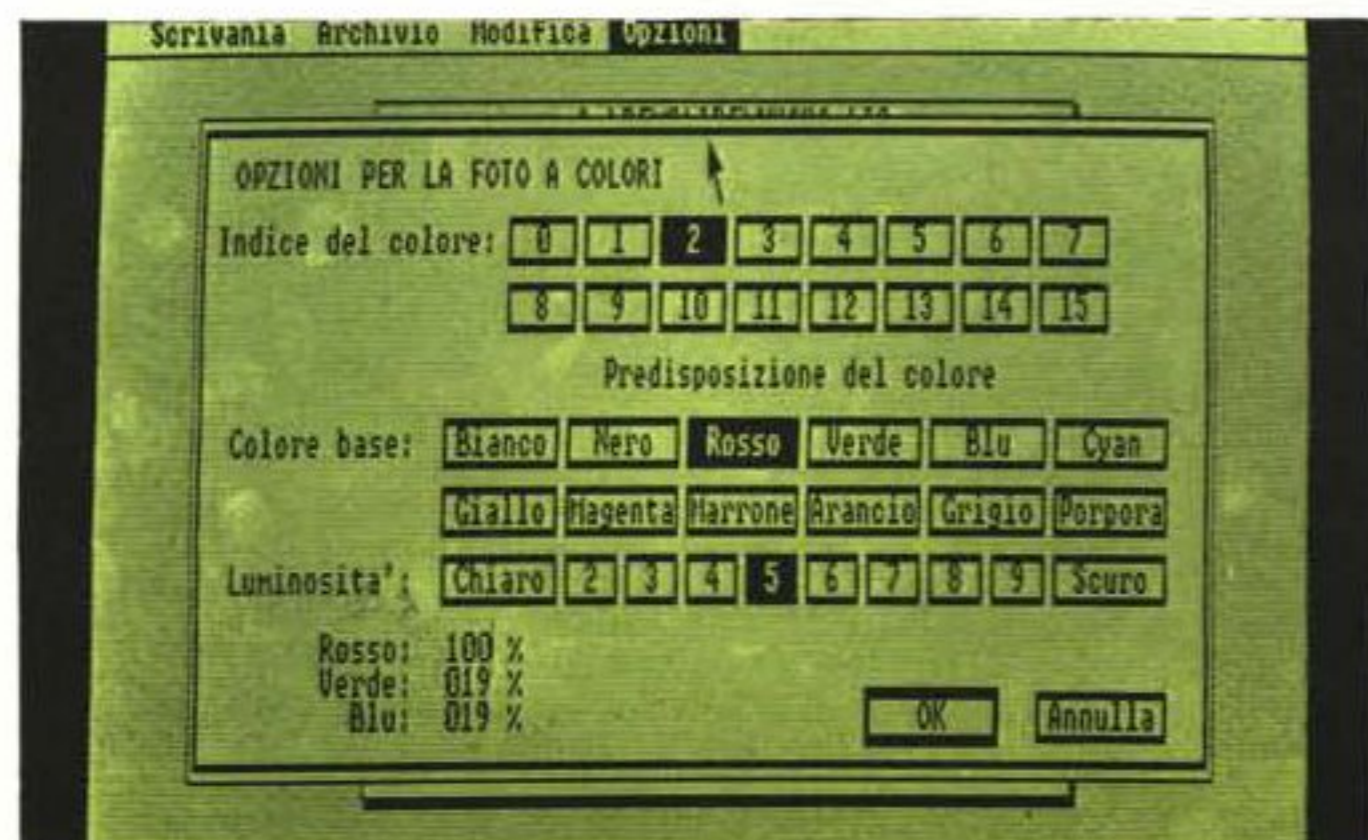 Scrivania Archivio Modifica Opzioni
OPZIONI PER LA FOTO A COLORI
Indice del colore: 0 1 2 3 4 5 6 7
8 9 10 11 12 13 14 15
Predisposizione del colore
Colore base: Bianco Nero Rosso Verde Blu Cyan
Giallo Magenta Marrone Arancio Grigio Porpora
Luminosita': Chiaro 2 3 4 5 6 7 8 9 Scuro
Rosso: 100 %
Verde: 019 %
Blu: 019 %
OK Annulla